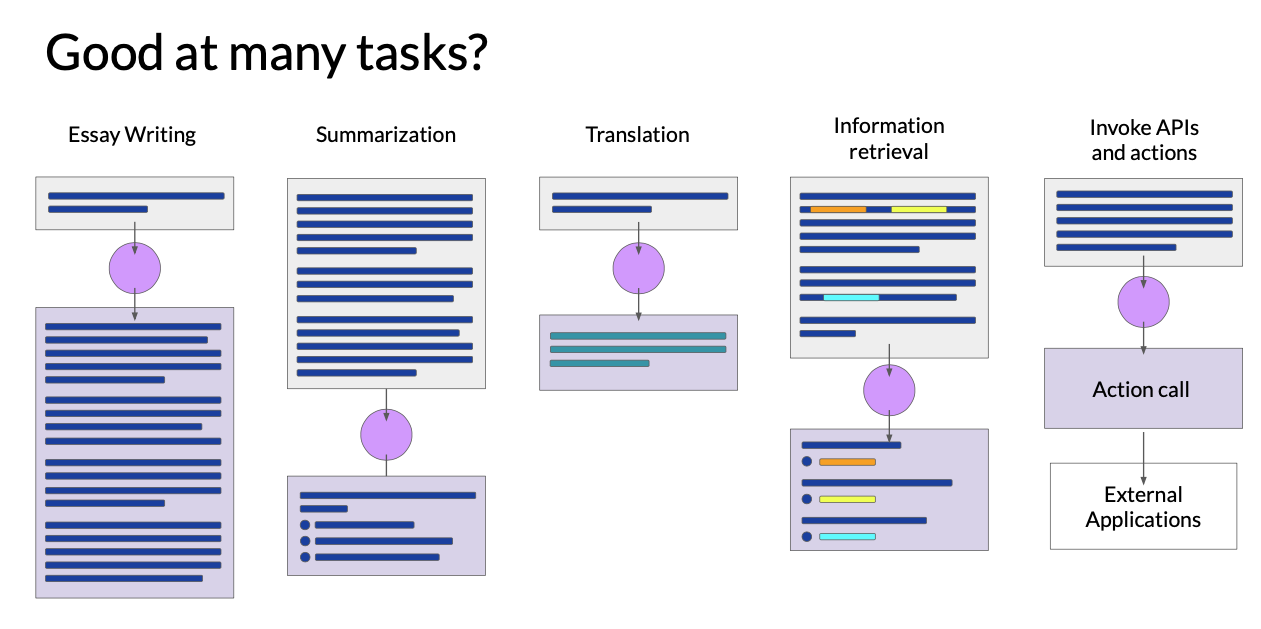 Good at many tasks?
Essay Writing
Summarization
Translation
Information
retrieval
Invoke APIs
and actions
Action call
External
Applications